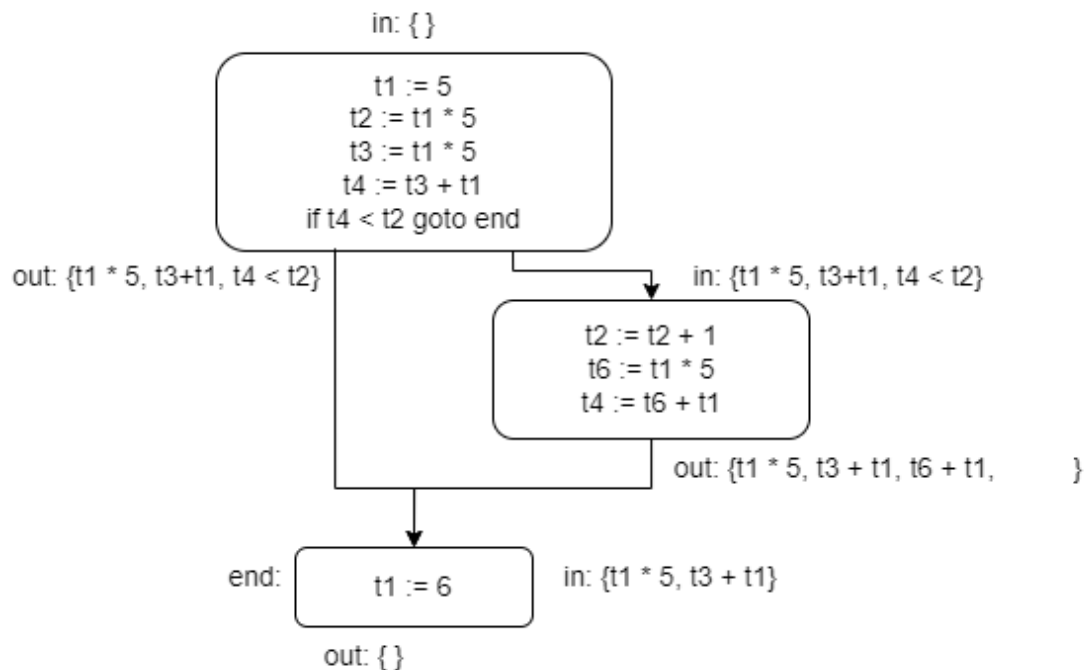 in: { }
t1 := 5
t2 := t1 * 5
t3 := t1 * 5
t4 := t3 + t1
if t4 < t2 goto end
out: {t1 * 5, t3+t1, t4 < t2}
in: {t1 * 5, t3+t1, t4 < t2}
t2 := t2 + 1
t6 := t1 * 5
t4 := t6 + t1
out: {t1 * 5, t3 + t1, t6 + t1, }
end:
t1 := 6
in: {t1 * 5, t3 + t1}
out: { }